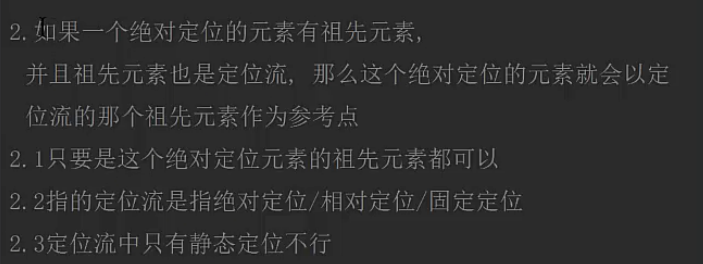 2.如果一个绝对定位的元素有祖先元素,
并且祖先元素也是定位流, 那么这个绝对定位的元素就会以定
位流的那个祖先元素作为参考点
2.1只要是这个绝对定位元素的祖先元素都可以
2.2指的定位流是指绝对定位/相对定位/固定定位
2.3定位流中只有静态定位不行